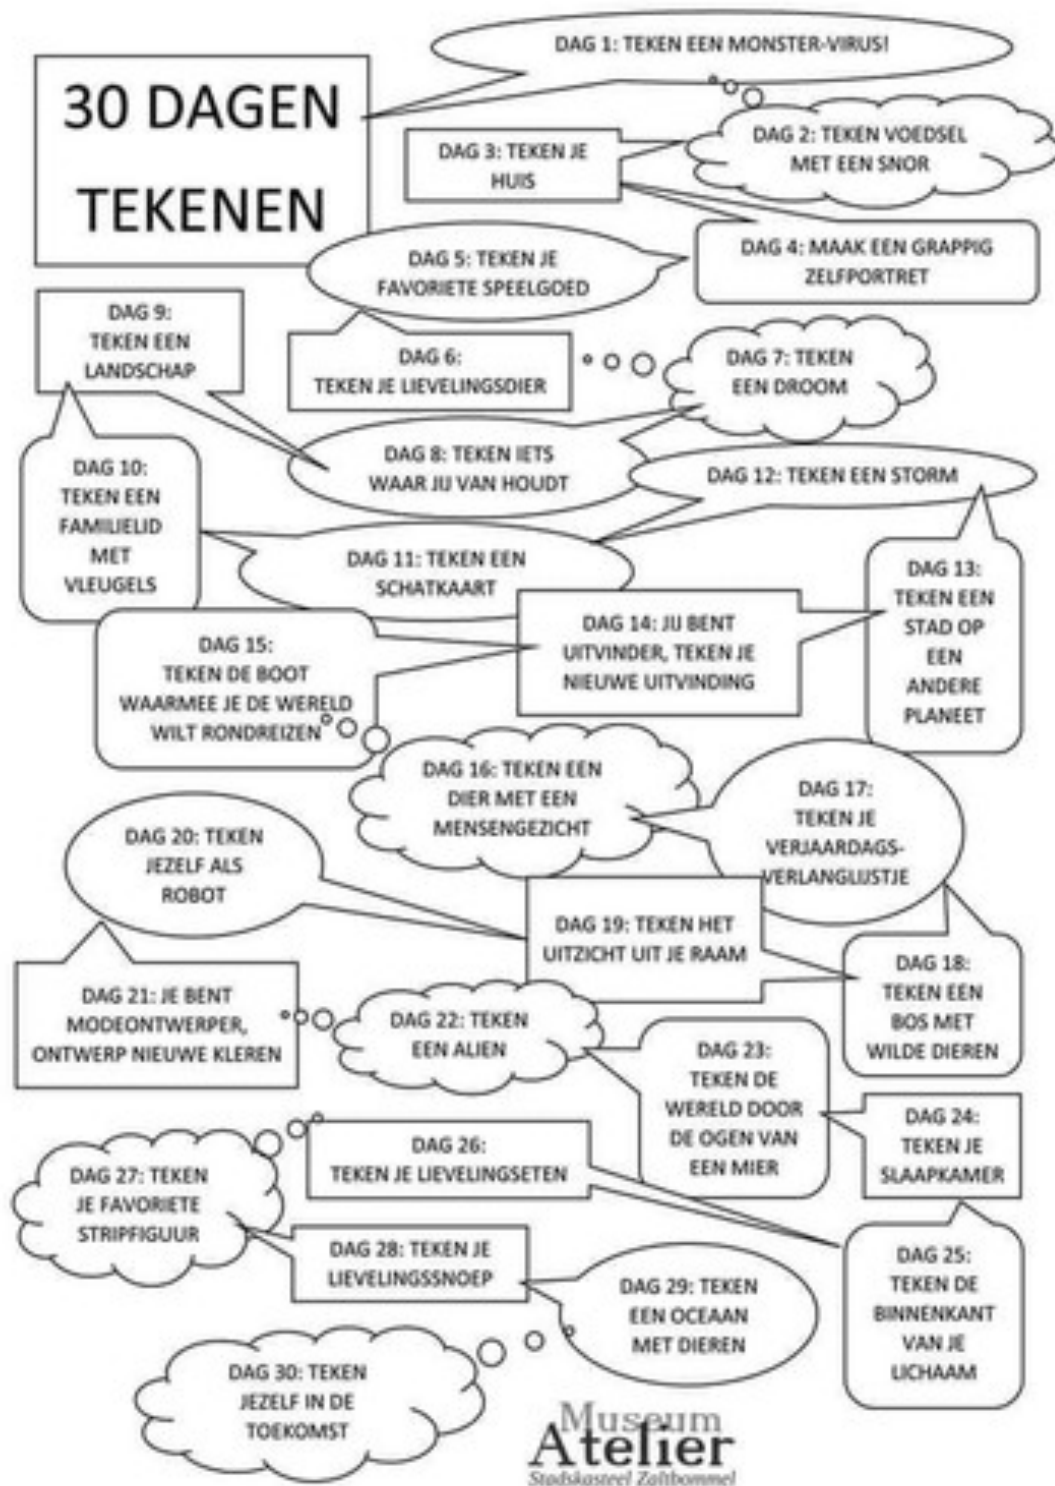 30 DAGEN
TEKENEN
DAG 1: TEKEN EEN MONSTER-VIRUS!
DAG 2: TEKEN VOEDSEL
MET EEN SNOR
DAG 3: TEKEN JE
HUIS
DAG 4: MAAK EEN GRAPPIG
ZELFPORTRET
DAG 5: TEKEN JE
FAVORIETE SPEELGOED
DAG 6:
TEKEN JE LIEVELINGSDIER
DAG 7: TEKEN
EEN DROOM
DAG 8: TEKEN IETS
WAAR JIJ VAN HOUDT
DAG 9:
TEKEN EEN
LANDSCHAP
DAG 10:
TEKEN EEN
FAMILIELID
MET
VLEUGELS
DAG 11: TEKEN EEN
SCHATKAART
DAG 12: TEKEN EEN STORM
DAG 13:
TEKEN EEN
STAD OP
EEN
ANDERE
PLANEET
DAG 14: JIJ BENT
UITVINDER, TEKEN JE
NIEUWE UITVINDING
DAG 15:
TEKEN DE BOOT
WAARMEE JE DE WERELD
WILT RONDREIZEN
DAG 16: TEKEN EEN
DIER MET EEN
MENSENGEZICHT
DAG 17:
TEKEN JE
VERJAARDAGS-
VERLANGLIJSTJE
DAG 18:
TEKEN EEN
BOS MET
WILDE DIEREN
DAG 19: TEKEN HET
UITZICHT UIT JE RAAM
DAG 20: TEKEN
JEZELF ALS
ROBOT
DAG 21: JE BENT
MODEONTWERPER,
ONTWERP NIEUWE KLEREN
DAG 22: TEKEN
EEN ALIEN
DAG 23:
TEKEN DE
WERELD DOOR
DE OGEN VAN
EEN MIER
DAG 24:
TEKEN JE
SLAAPKAMER
DAG 25:
TEKEN DE
BINNENKANT
VAN JE
LICHAAM
DAG 26:
TEKEN JE LIEVELINGSETEN
DAG 27: TEKEN
JE FAVORIETE
STRIPFIGUUR
DAG 28: TEKEN JE
LIEVELINGSSNOEP
DAG 29: TEKEN
EEN OCEAAN
MET DIEREN
DAG 30: TEKEN
JEZELF IN DE
TOEKOMST
Museum
Atelier
Stadskasteel Zaltbommel